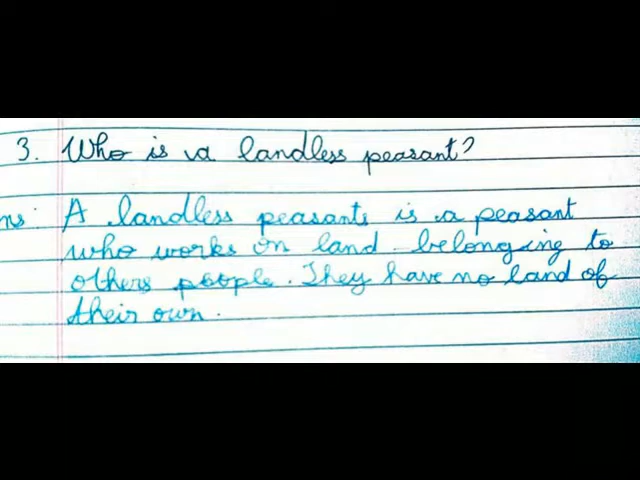 3. Who is a landless peasant?
ns: A landless peasants is a peasant
who works on land belonging to
others people. They have no land of
their own.